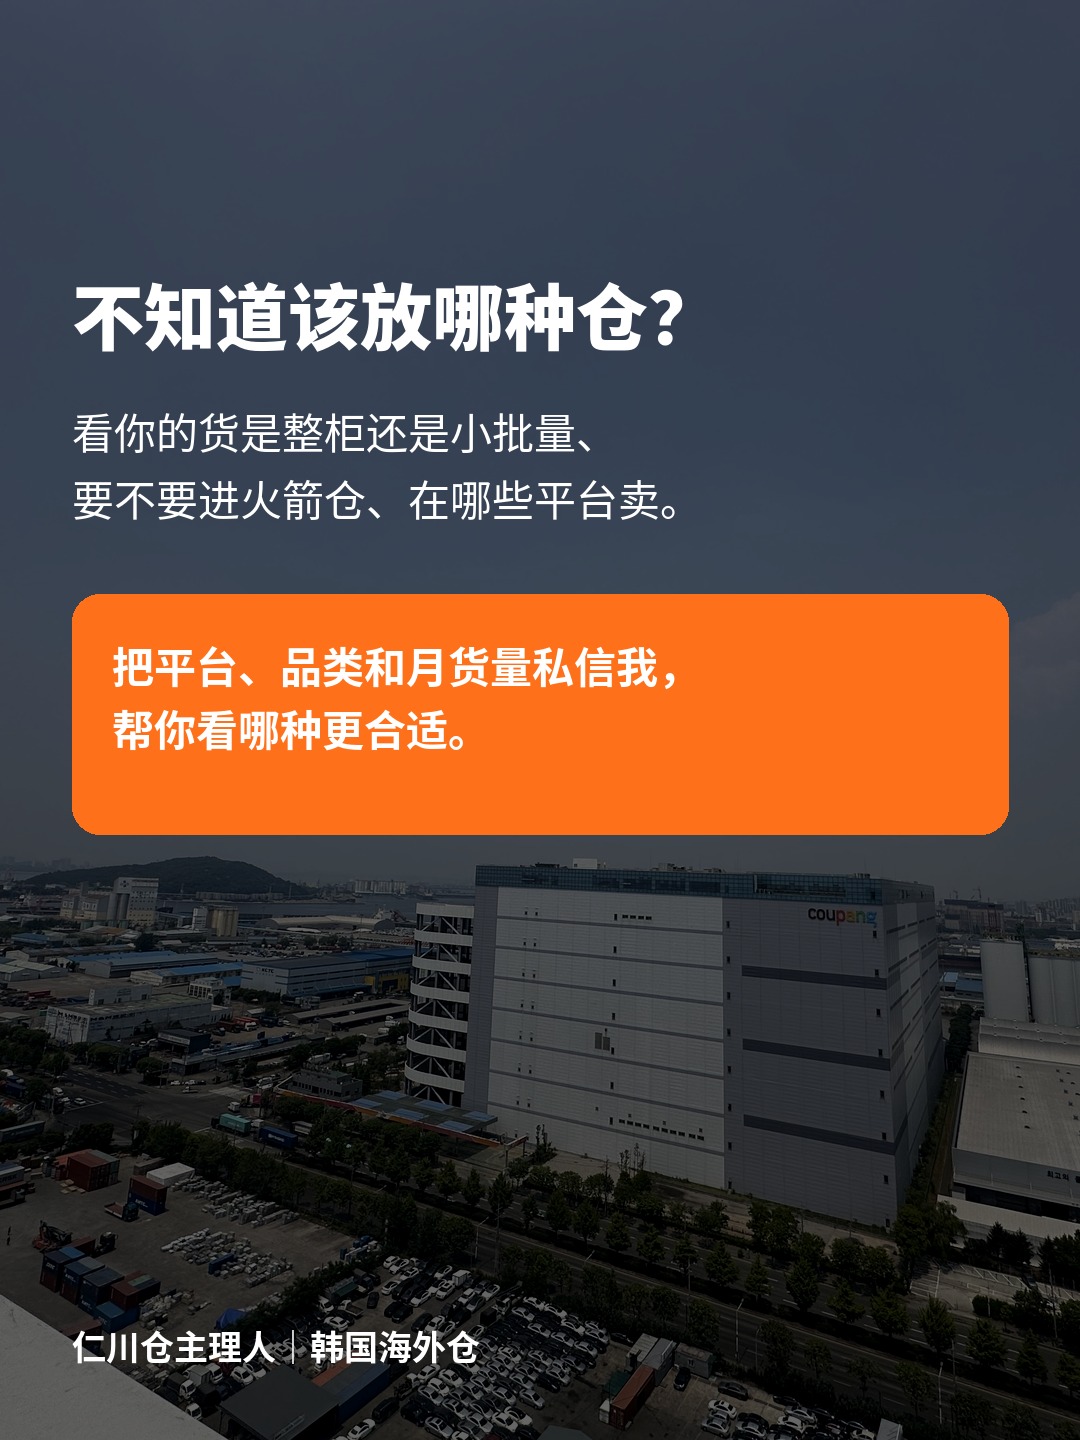 不知道该放哪种仓？
看你的货是整柜还是小批量、
要不要进火箭仓、在哪些平台卖。
把平台、品类和月货量私信我，
帮你看哪种更合适。
coupang
仁川仓主理人｜韩国海外仓